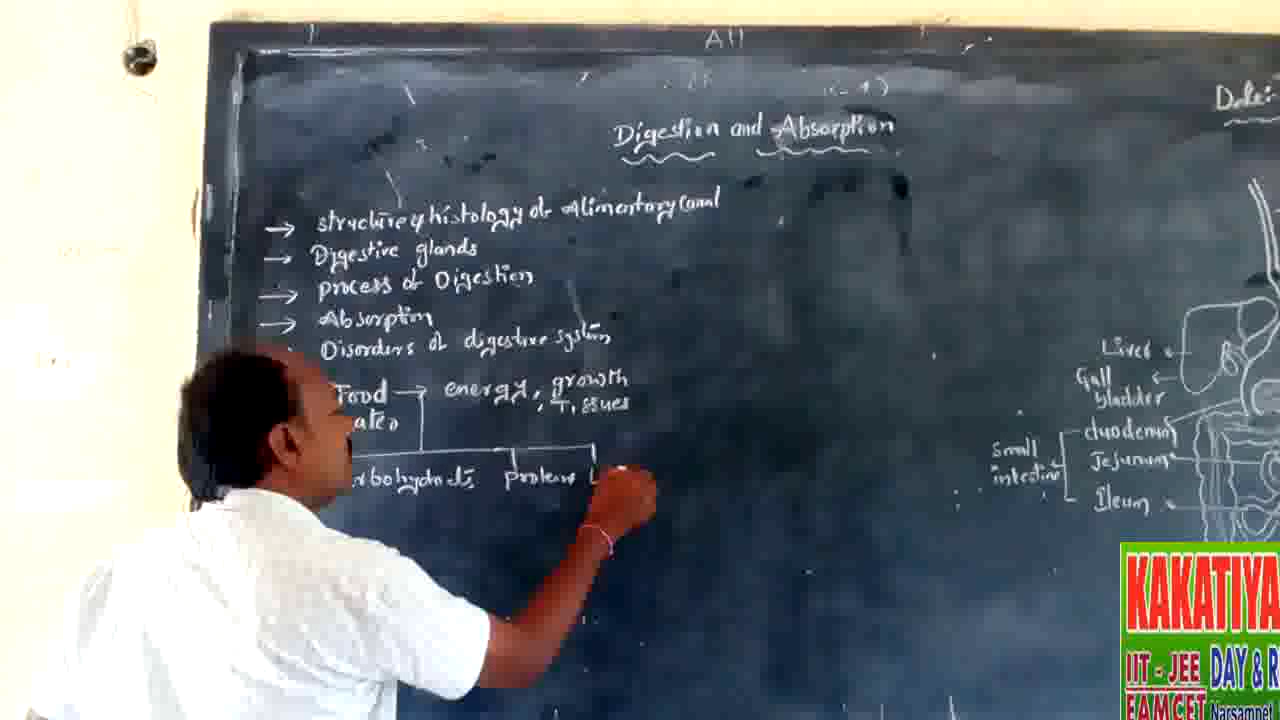 All
Digestion and Absorption
Date:-
→ structure & histology of Alimentary canal
→ Digestive glands
→ process of Digestion
→ Absorption
Disorders of digestive system
Food → energy, growth
, Tissues
proteins L
Liver
Gall
bladder
Small
intestine
duodenum
Jejunum
Ileum
KAKATIYA
IIT - JEE DAY & R
EAMCET Narsampet